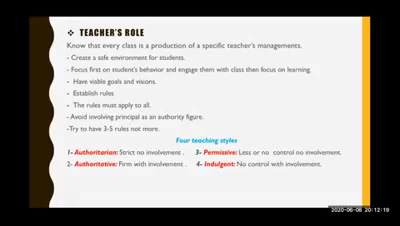 ❖ TEACHER'S ROLE
Know that every class is a production of a specific teacher's managements.
- Create a safe environment for students.
- Focus first on student's behavior and engage them with class then focus on learning.
- Have viable goals and visions.
- Establish rules
- The rules must apply to all.
- Avoid involving principal as an authority figure.
-Try to have 3-5 rules not more.
Four teaching styles
1- Authoritarian: Strict no involvement . 3- Permissive: Less or no control no involvement.
2- Authoritative: Firm with involvement . 4- Indulgent: No control with involvement.
2020-06-06 20:12:19